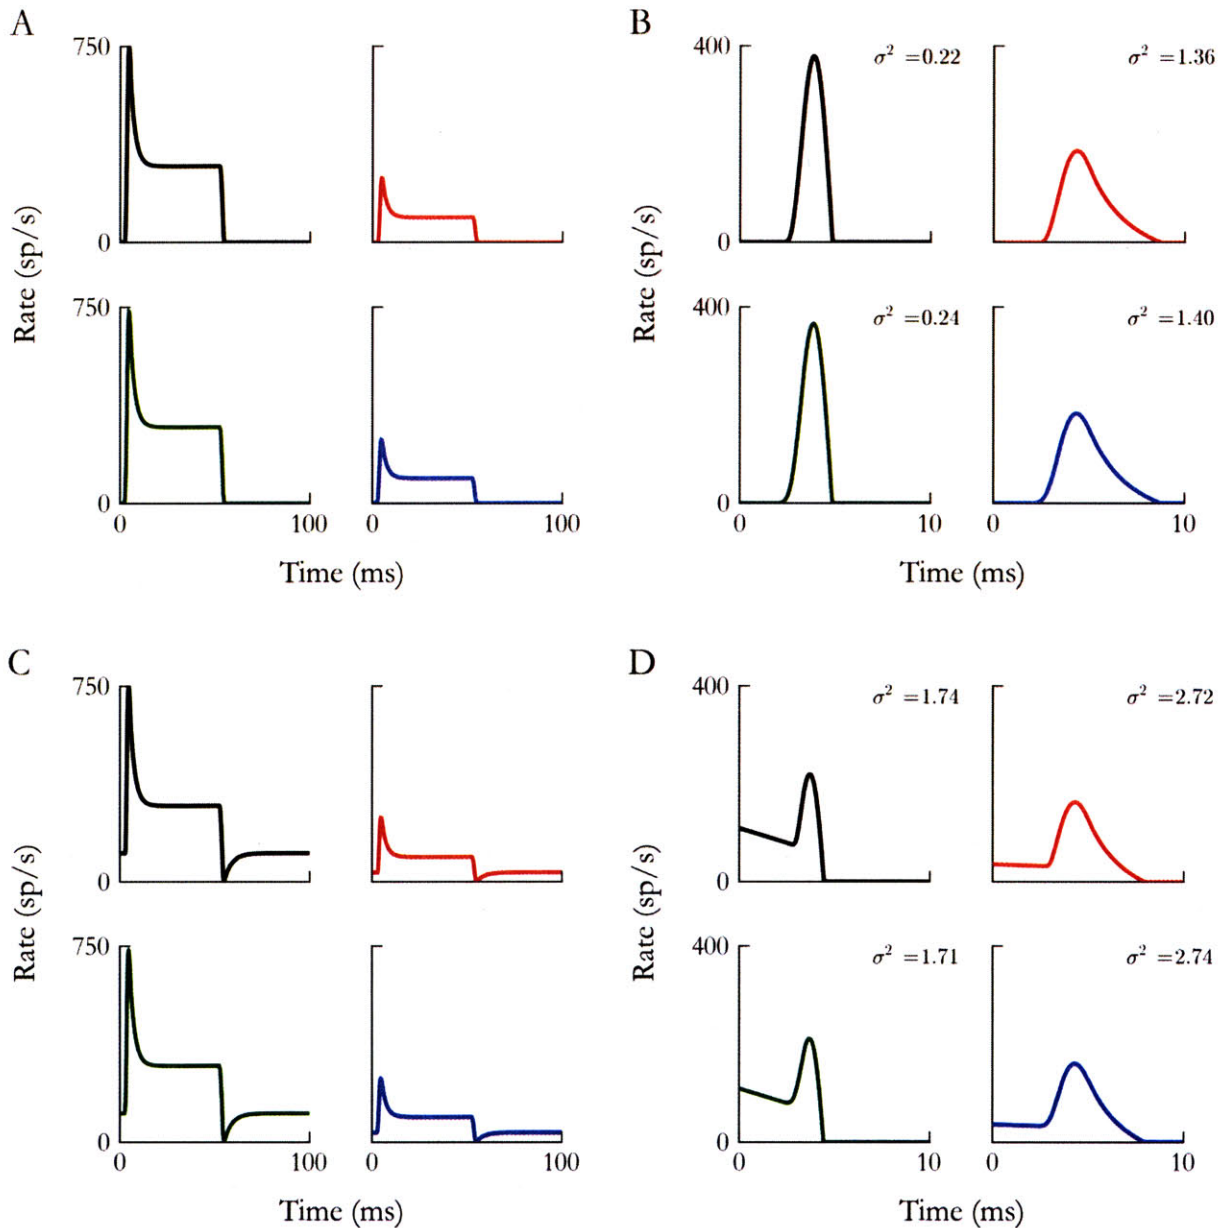 A
B
750
400
σ² =0.22
σ² =1.36
0
0
Rate (sp/s)
Rate (sp/s)
750
400
σ² =0.24
σ² =1.40
0
0
0 100 0 100
0 10 0 10
Time (ms)
Time (ms)
C
D
750
400
σ² =1.74
σ² =2.72
0
0
Rate (sp/s)
Rate (sp/s)
750
400
σ² =1.71
σ² =2.74
0
0
0 100 0 100
0 10 0 10
Time (ms)
Time (ms)